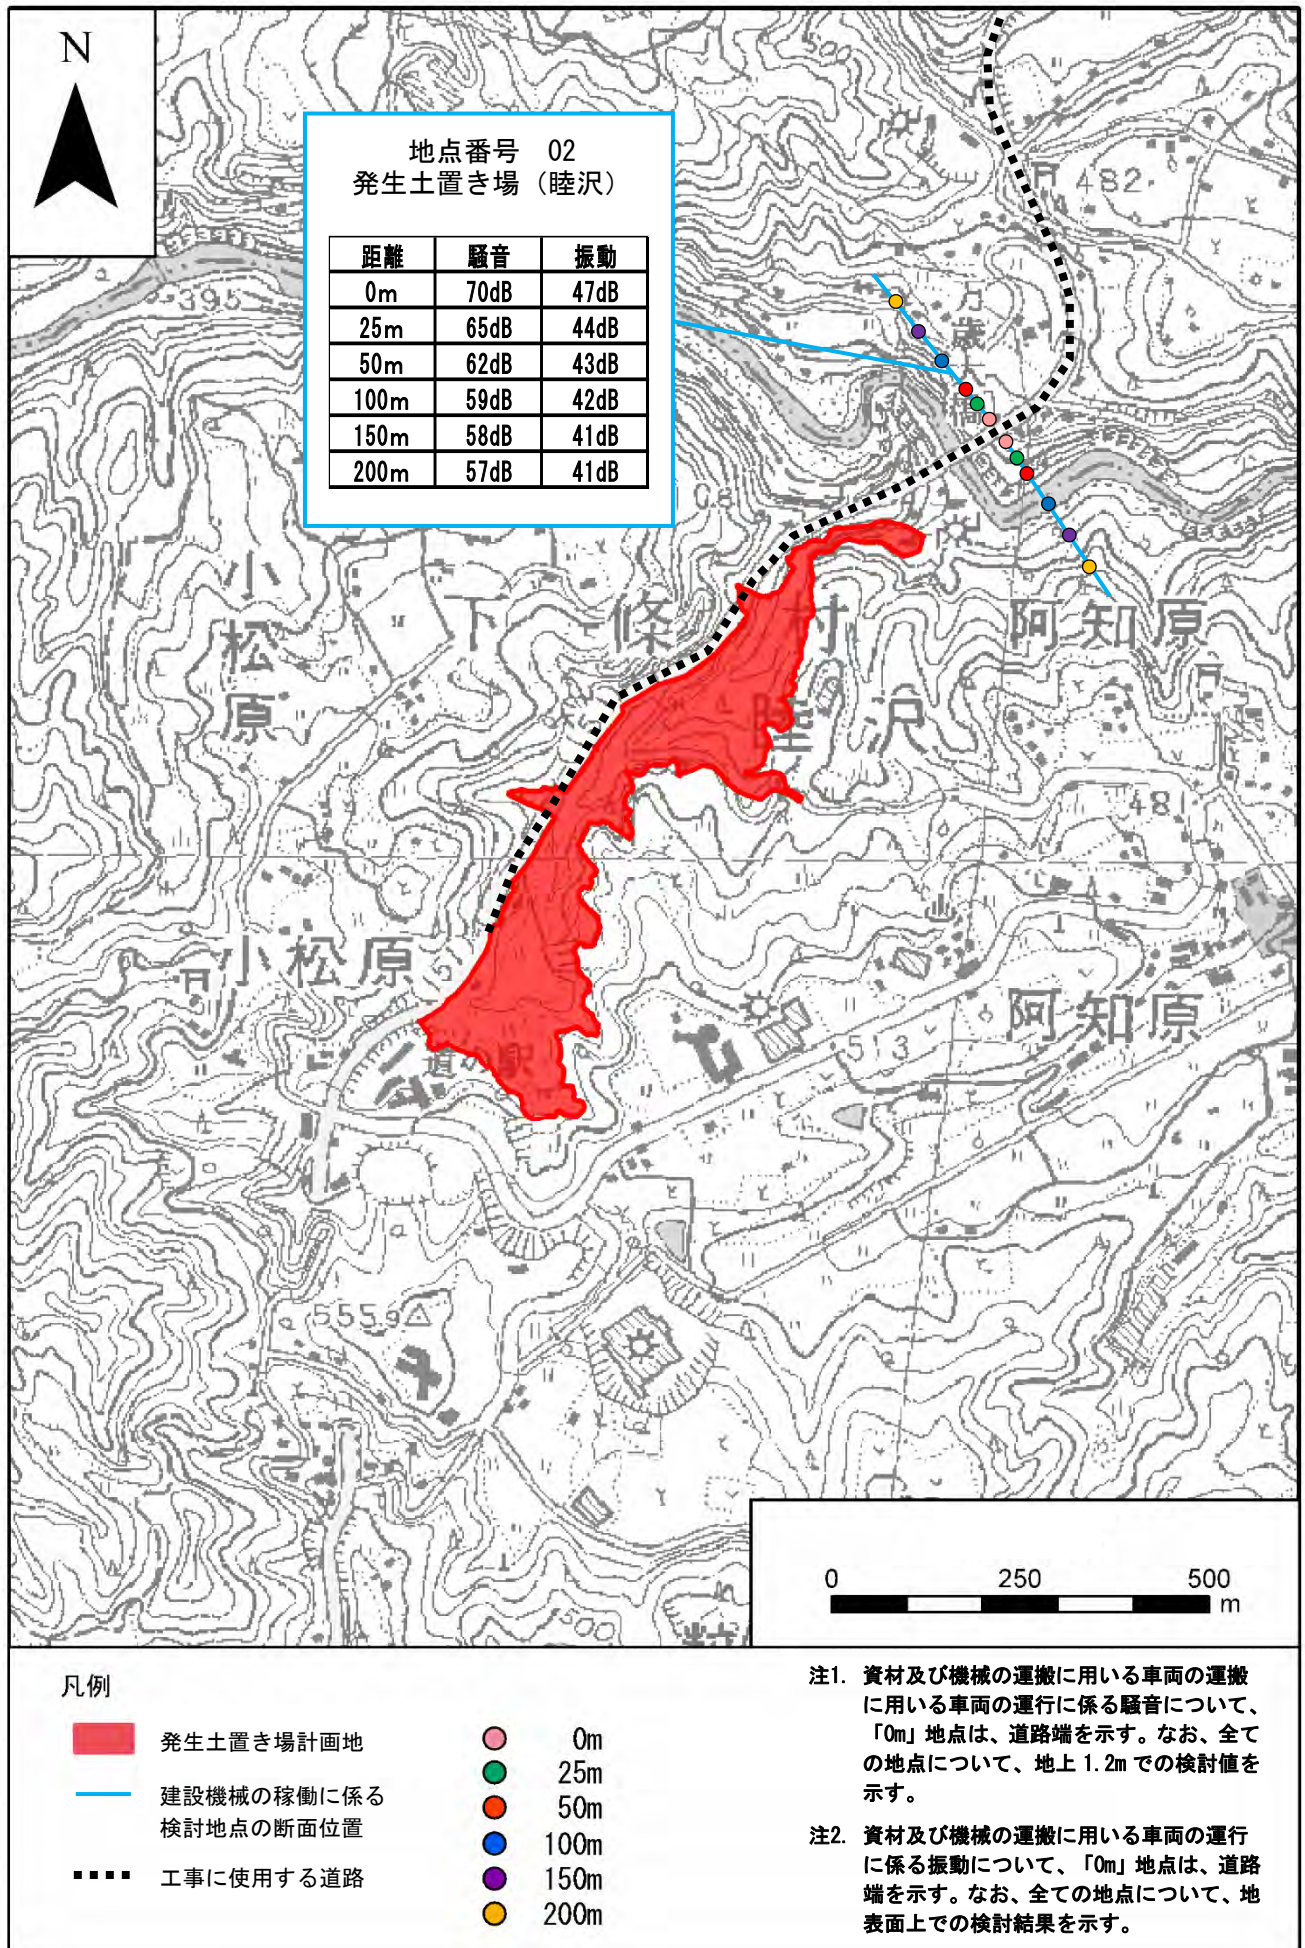 N
地点番号　02
発生土置き場（睦沢）
距離 騒音 振動
0m 70dB 47dB
25m 65dB 44dB
50m 62dB 43dB
100m 59dB 42dB
150m 58dB 41dB
200m 57dB 41dB
500
482
395
万歳大橋
小松原
下條村
阿知原
睦沢
481
小松原
阿知原
513
道の駅
555.9
500
0 250 500
m
凡例
発生土置き場計画地
建設機械の稼働に係る
検討地点の断面位置
工事に使用する道路
0m
25m
50m
100m
150m
200m
注1. 資材及び機械の運搬に用いる車両の運搬
に用いる車両の運行に係る騒音について、
「0m」地点は、道路端を示す。なお、全て
の地点について、地上 1.2m での検討値を
示す。
注2. 資材及び機械の運搬に用いる車両の運行
に係る振動について、「0m」地点は、道路
端を示す。なお、全ての地点について、地
表面上での検討結果を示す。